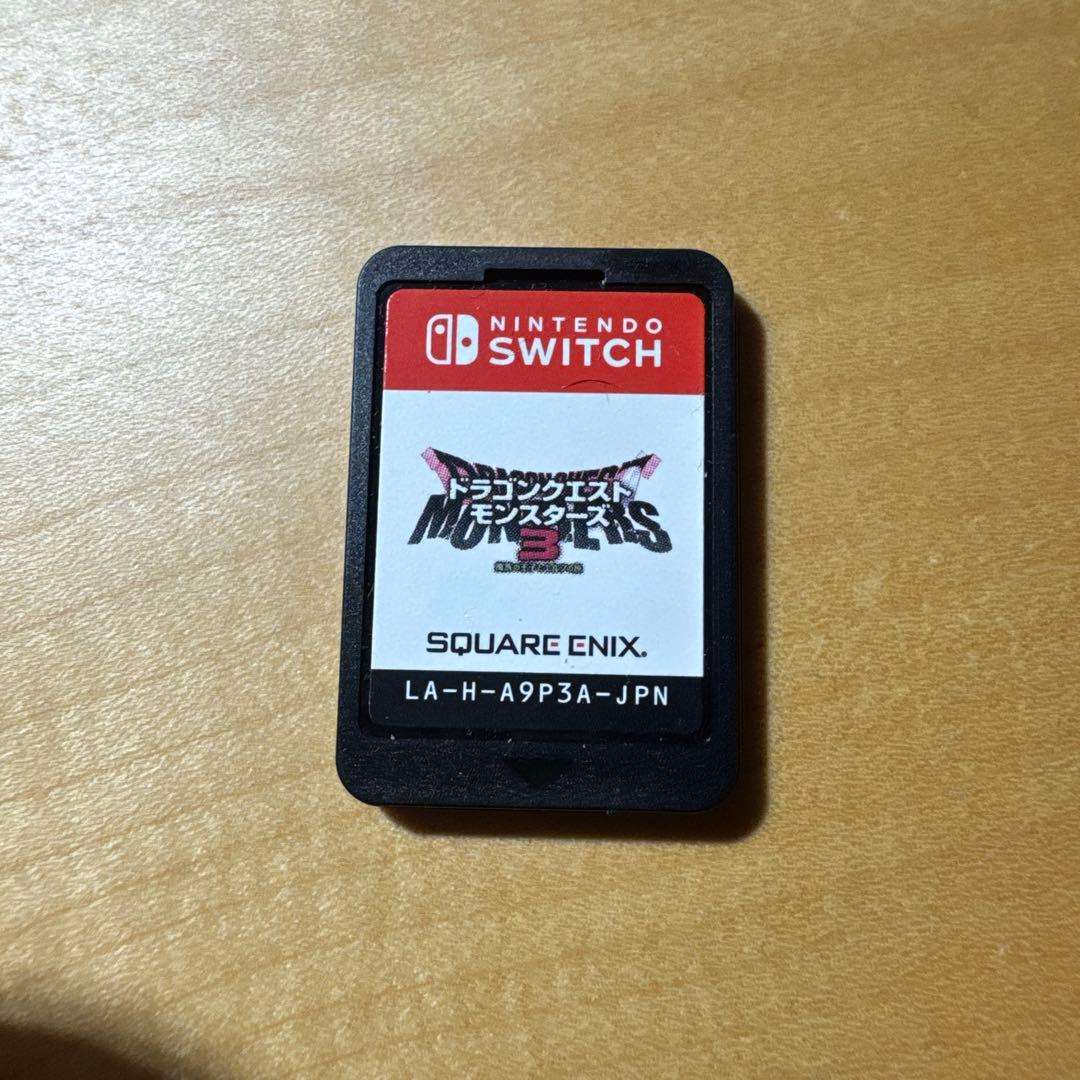 NINTENDO
SWITCH
ドラゴンクエスト
モンスターズ
3
SQUARE ENIX.
LA-H-A9P3A-JPN